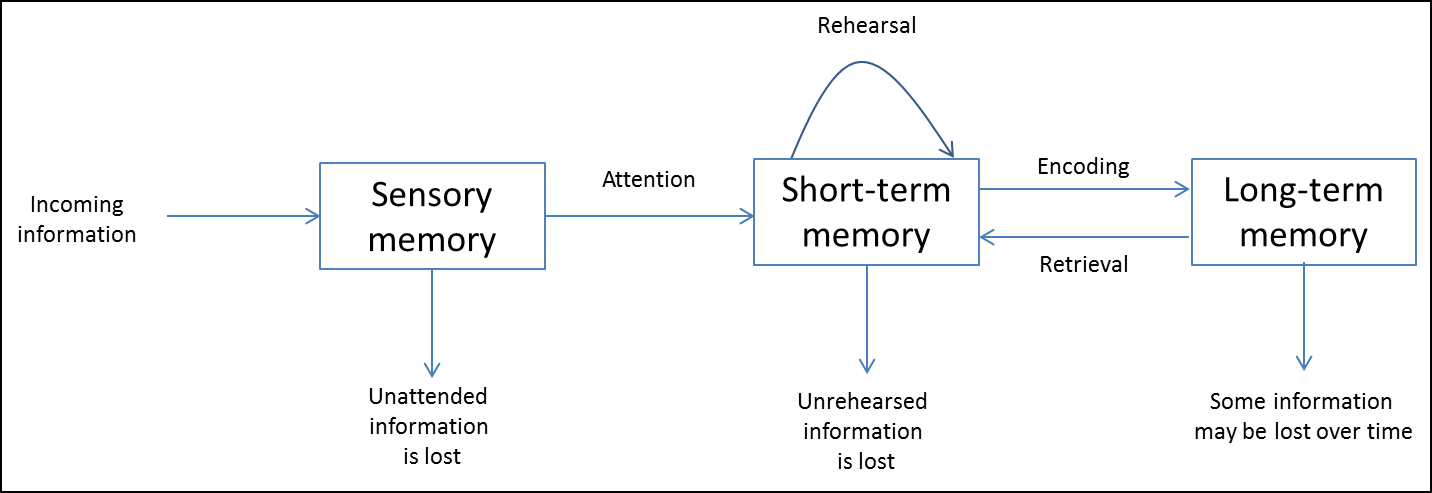 Rehearsal
Incoming
information
Sensory
memory
Attention
Short-term
memory
Encoding
Retrieval
Long-term
memory
Unattended
information
is lost
Unrehearsed
information
is lost
Some information
may be lost over time